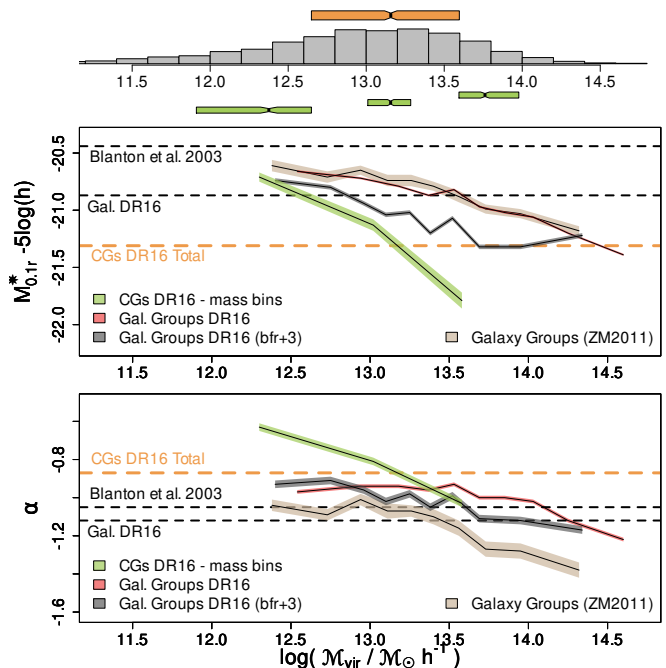 11.5 12.0 12.5 13.0 13.5 14.0 14.5
-20.5
-21.0
-21.5
-22.0
M*0.1r -5log(h)
Blanton et al. 2003
Gal. DR16
CGs DR16 Total
CGs DR16 - mass bins
Gal. Groups DR16
Gal. Groups DR16 (bfr+3)
Galaxy Groups (ZM2011)
11.5 12.0 12.5 13.0 13.5 14.0 14.5
-0.8
-1.2
-1.6
α
CGs DR16 Total
Blanton et al. 2003
Gal. DR16
CGs DR16 - mass bins
Gal. Groups DR16
Gal. Groups DR16 (bfr+3)
Galaxy Groups (ZM2011)
11.5 12.0 12.5 13.0 13.5 14.0 14.5
log( ℳvir / ℳ⊙ h⁻¹ )